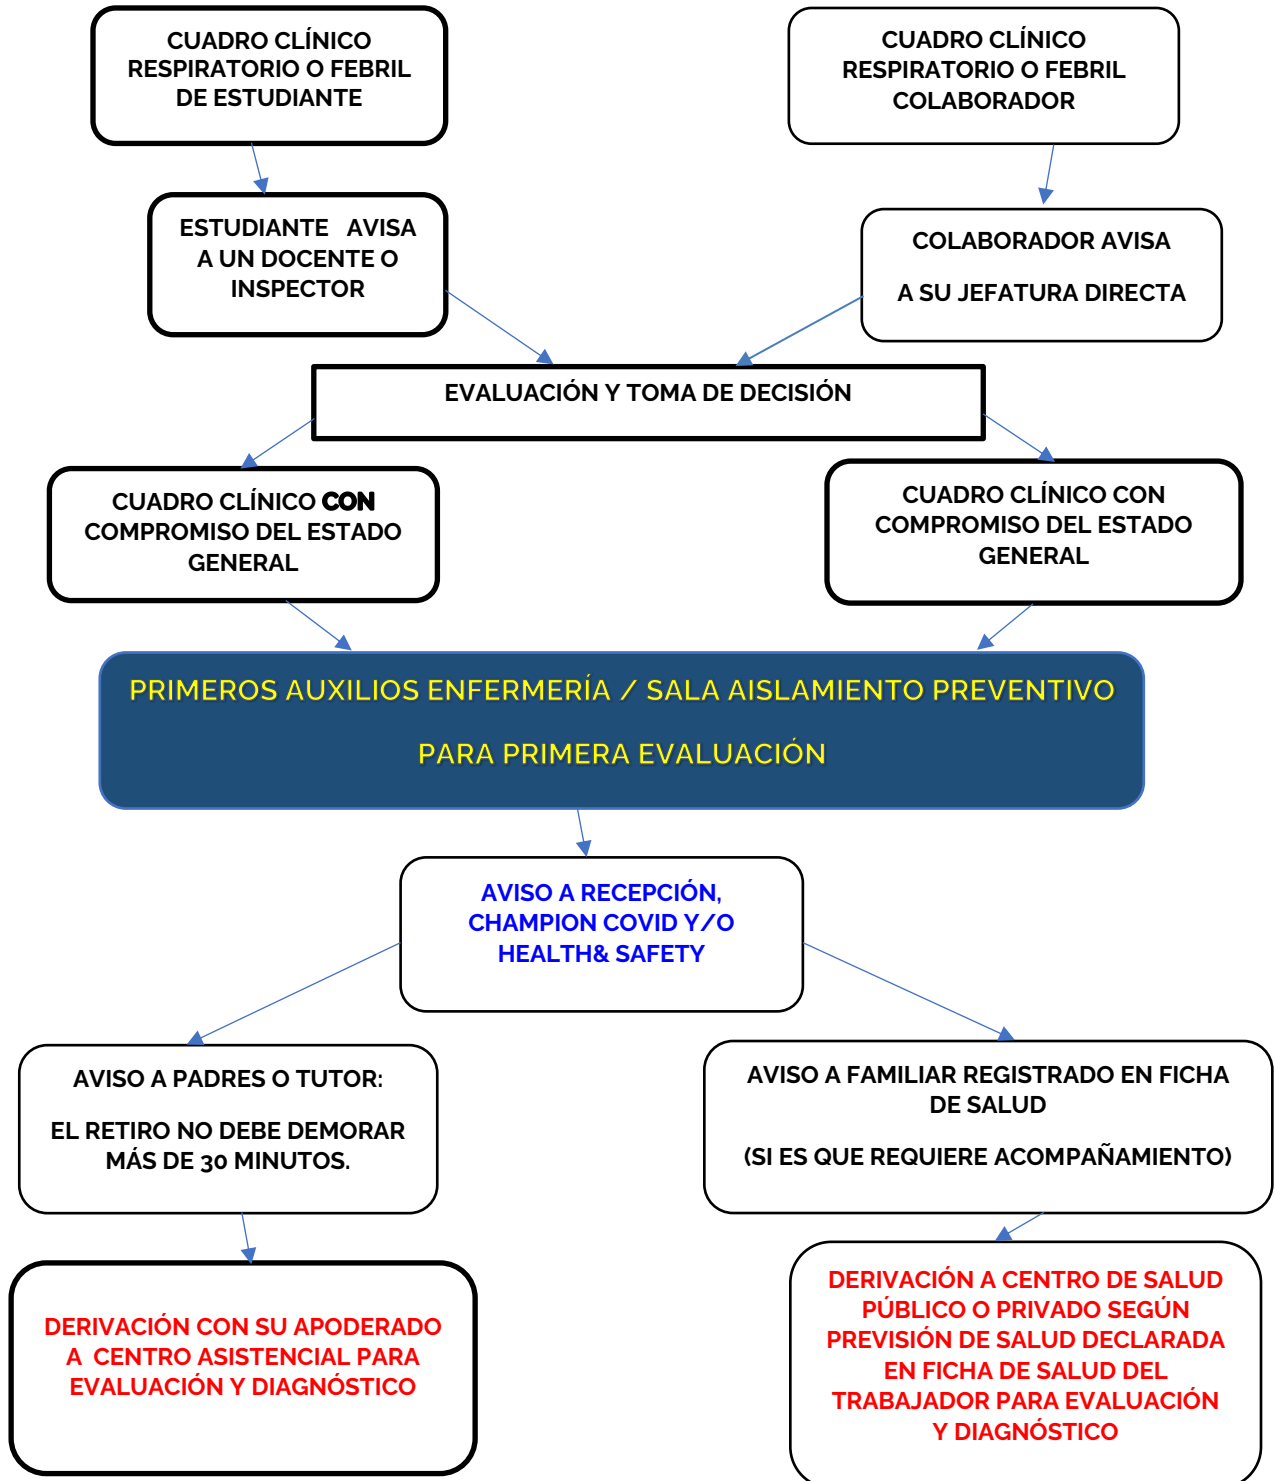 CUADRO CLÍNICO
RESPIRATORIO O FEBRIL
DE ESTUDIANTE
CUADRO CLÍNICO
RESPIRATORIO O FEBRIL
COLABORADOR
ESTUDIANTE AVISA
A UN DOCENTE O
INSPECTOR
COLABORADOR AVISA
A SU JEFATURA DIRECTA
EVALUACIÓN Y TOMA DE DECISIÓN
CUADRO CLÍNICO CON
COMPROMISO DEL ESTADO
GENERAL
CUADRO CLÍNICO CON
COMPROMISO DEL ESTADO
GENERAL
PRIMEROS AUXILIOS ENFERMERÍA / SALA AISLAMIENTO PREVENTIVO
PARA PRIMERA EVALUACIÓN
AVISO A RECEPCIÓN,
CHAMPION COVID Y/O
HEALTH& SAFETY
AVISO A PADRES O TUTOR:
EL RETIRO NO DEBE DEMORAR
MÁS DE 30 MINUTOS.
AVISO A FAMILIAR REGISTRADO EN FICHA
DE SALUD
(SI ES QUE REQUIERE ACOMPAÑAMIENTO)
DERIVACIÓN CON SU APODERADO
A CENTRO ASISTENCIAL PARA
EVALUACIÓN Y DIAGNÓSTICO
DERIVACIÓN A CENTRO DE SALUD
PÚBLICO O PRIVADO SEGÚN
PREVISIÓN DE SALUD DECLARADA
EN FICHA DE SALUD DEL
TRABAJADOR PARA EVALUACIÓN
Y DIAGNÓSTICO